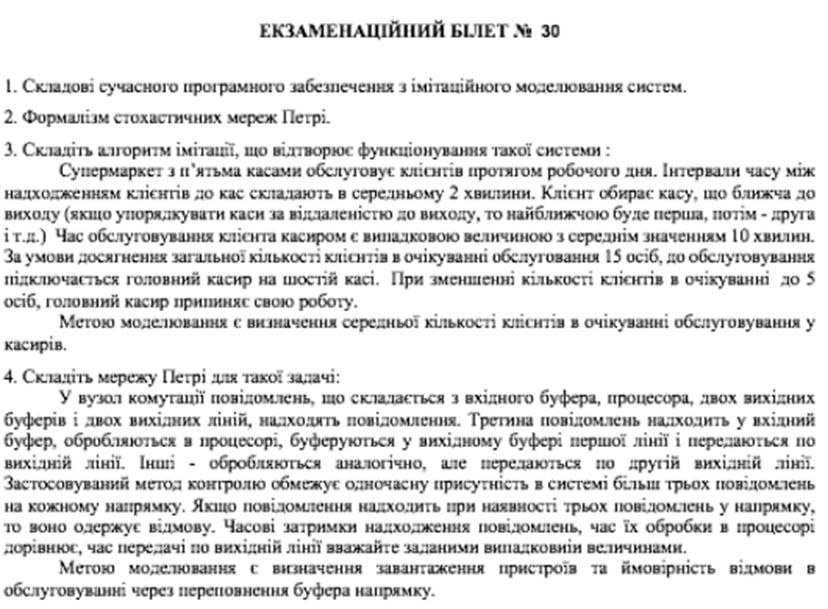 ЕКЗАМЕНАЦІЙНИЙ БІЛЕТ № 30
1. Складові сучасного програмного забезпечення з імітаційного моделювання систем.
2. Формалізм стохастичних мереж Петрі.
3. Складіть алгоритм імітації, що відтворює функціонування такої системи :
Супермаркет з п'ятьма касами обслуговує клієнтів протягом робочого дня. Інтервали часу між
надходженням клієнтів до кас складають в середньому 2 хвилини. Клієнт обирає касу, що ближча до
виходу (якщо упорядкувати каси за віддаленістю до виходу, то найближчою буде перша, потім - друга
і т.д.) Час обслуговування клієнта касиром є випадковою величиною з середнім значенням 10 хвилин.
За умови досягнення загальної кількості клієнтів в очікуванні обслуговання 15 осіб, до обслуговування
підключається головний касир на шостій касі. При зменшенні кількості клієнтів в очікуванні до 5
осіб, головний касир припиняє свою роботу.
Метою моделювання є визначення середньої кількості клієнтів в очікуванні обслуговування у
касирів.
4. Складіть мережу Петрі для такої задачі:
У вузол комутації повідомлень, що складається з вхідного буфера, процесора, двох вихідних
буферів і двох вихідних ліній, надходять повідомлення. Третина повідомлень надходить у вхідний
буфер, обробляються в процесорі, буферуються у вихідному буфері першої лінії і передаються по
вихідній лінії. Інші - обробляються аналогічно, але передаються по другій вихідній лінії.
Застосовуваний метод контролю обмежує одночасну присутність в системі більш трьох повідомлень
на кожному напрямку. Якщо повідомлення надходить при наявності трьох повідомлень у напрямку,
то воно одержує відмову. Часові затримки надходження повідомлень, час їх обробки в процесорі
дорівнює, час передачі по вихідній лінії вважайте заданими випадковіи величинами.
Метою моделювання є визначення завантаження пристроїв та ймовірність відмови в
обслуговуванні через переповнення буфера напрямку.